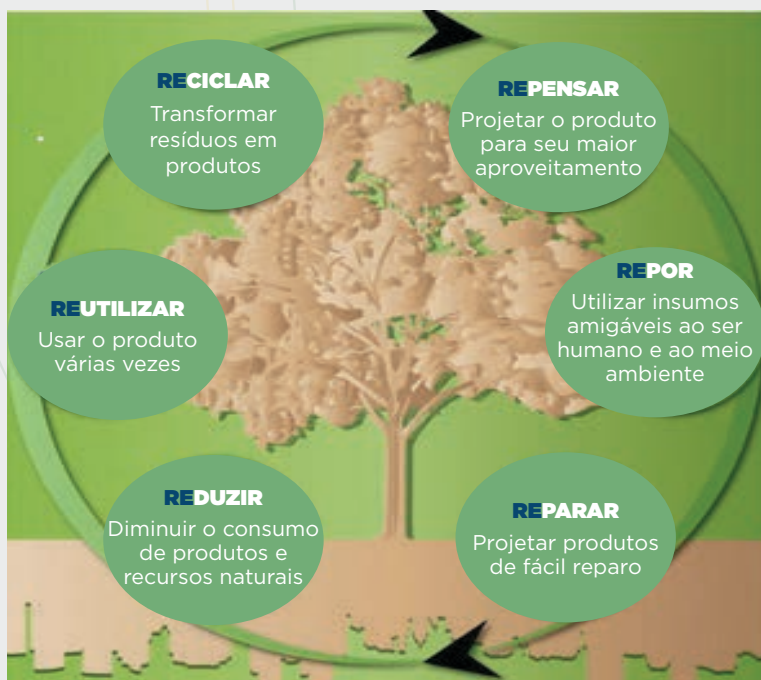 RECICLAR
Transformar
resíduos em
produtos
REPENSAR
Projetar o produto
para seu maior
aproveitamento
REUTILIZAR
Usar o produto
várias vezes
REPOR
Utilizar insumos
amigáveis ao ser
humano e ao meio
ambiente
REDUZIR
Diminuir o consumo
de produtos e
recursos naturais
REPARAR
Projetar produtos
de fácil reparo